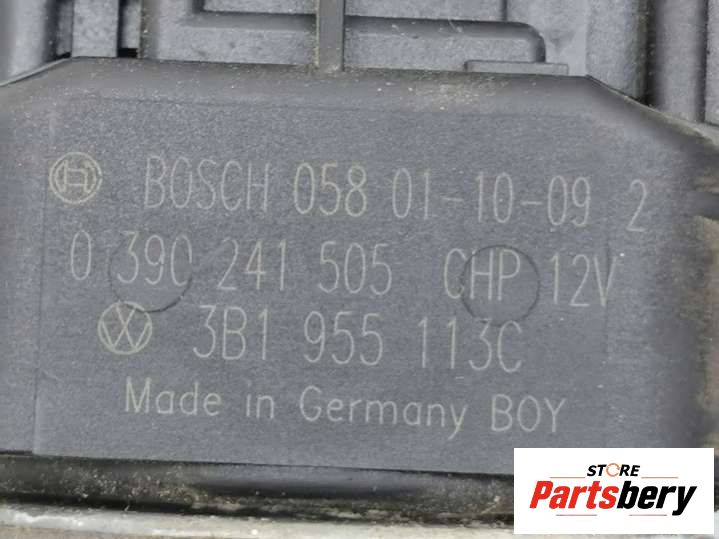 BOSCH 058 01-10-09 2
0 390 241 505 CHP 12V
3B1 955 113C
Made in Germany BOY
STORE
Partsbery